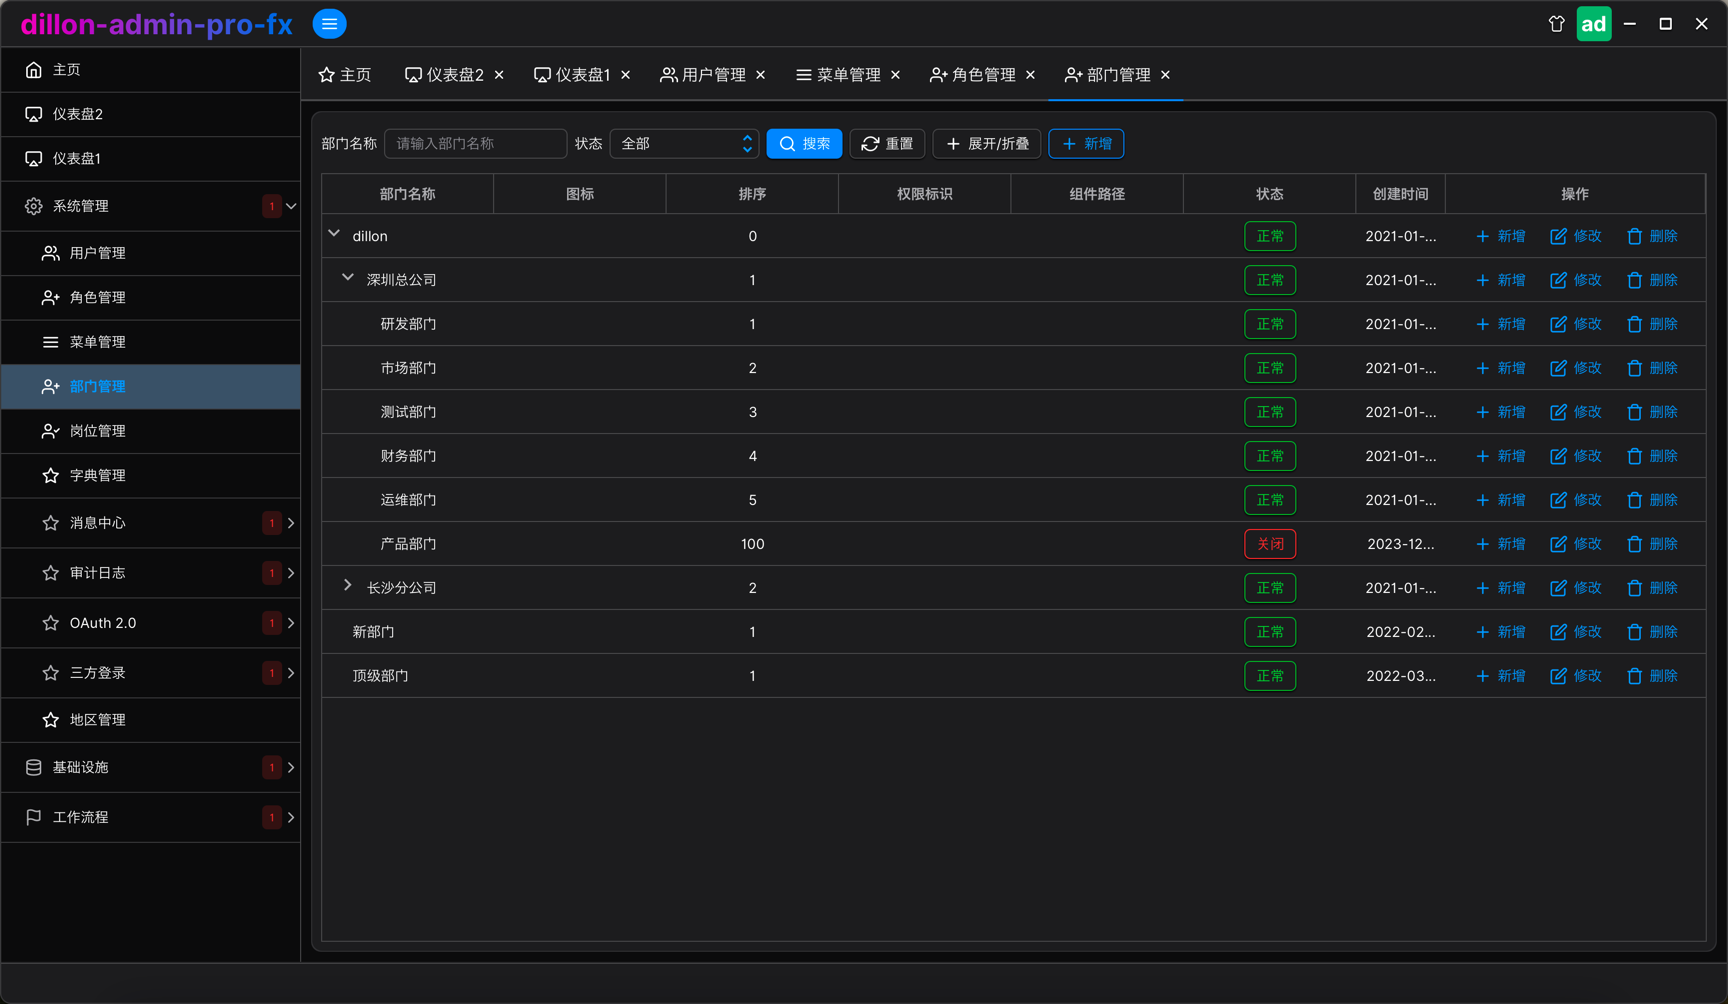 dillon-admin-pro-fx
ad
主页
仪表盘2
仪表盘1
系统管理 1
用户管理
角色管理
菜单管理
部门管理
岗位管理
字典管理
消息中心 1
审计日志 1
OAuth 2.0 1
三方登录 1
地区管理
基础设施 1
工作流程 1
主页 仪表盘2 仪表盘1 用户管理 菜单管理 角色管理 部门管理
部门名称 请输入部门名称 状态 全部 搜索 重置 展开/折叠 新增
部门名称 图标 排序 权限标识 组件路径 状态 创建时间 操作
dillon 0 正常 2021-01-... 新增 修改 删除
深圳总公司 1 正常 2021-01-... 新增 修改 删除
研发部门 1 正常 2021-01-... 新增 修改 删除
市场部门 2 正常 2021-01-... 新增 修改 删除
测试部门 3 正常 2021-01-... 新增 修改 删除
财务部门 4 正常 2021-01-... 新增 修改 删除
运维部门 5 正常 2021-01-... 新增 修改 删除
产品部门 100 关闭 2023-12... 新增 修改 删除
长沙分公司 2 正常 2021-01-... 新增 修改 删除
新部门 1 正常 2022-02... 新增 修改 删除
顶级部门 1 正常 2022-03... 新增 修改 删除